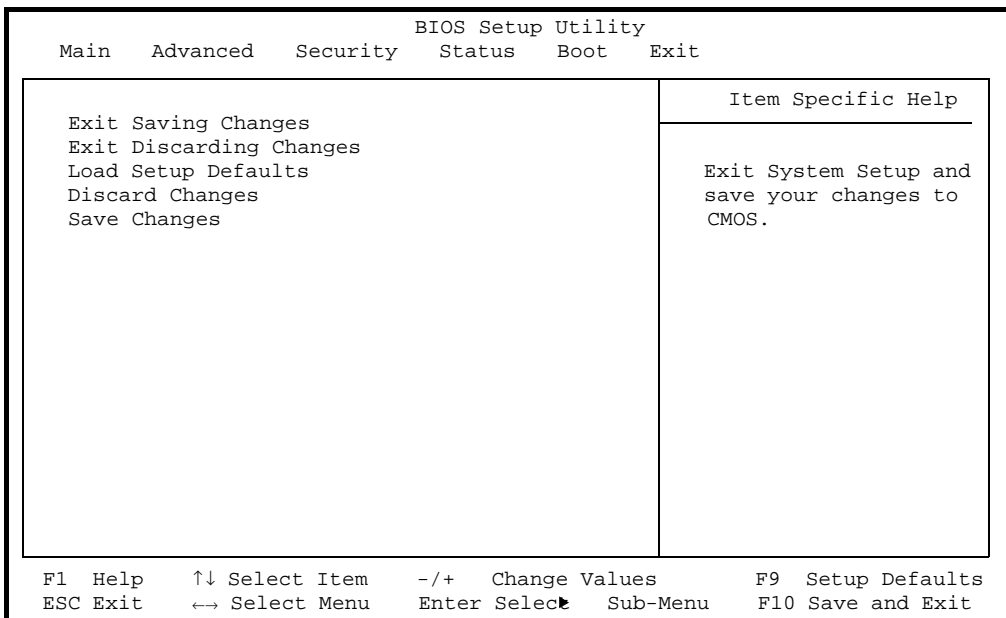 BIOS Setup Utility
Main Advanced Security Status Boot Exit
Item Specific Help
Exit Saving Changes
Exit Discarding Changes
Load Setup Defaults
Discard Changes
Save Changes
Exit System Setup and
save your changes to
CMOS.
F1 Help ↑↓ Select Item -/+ Change Values F9 Setup Defaults
ESC Exit ←→ Select Menu Enter Select ▶ Sub-Menu F10 Save and Exit